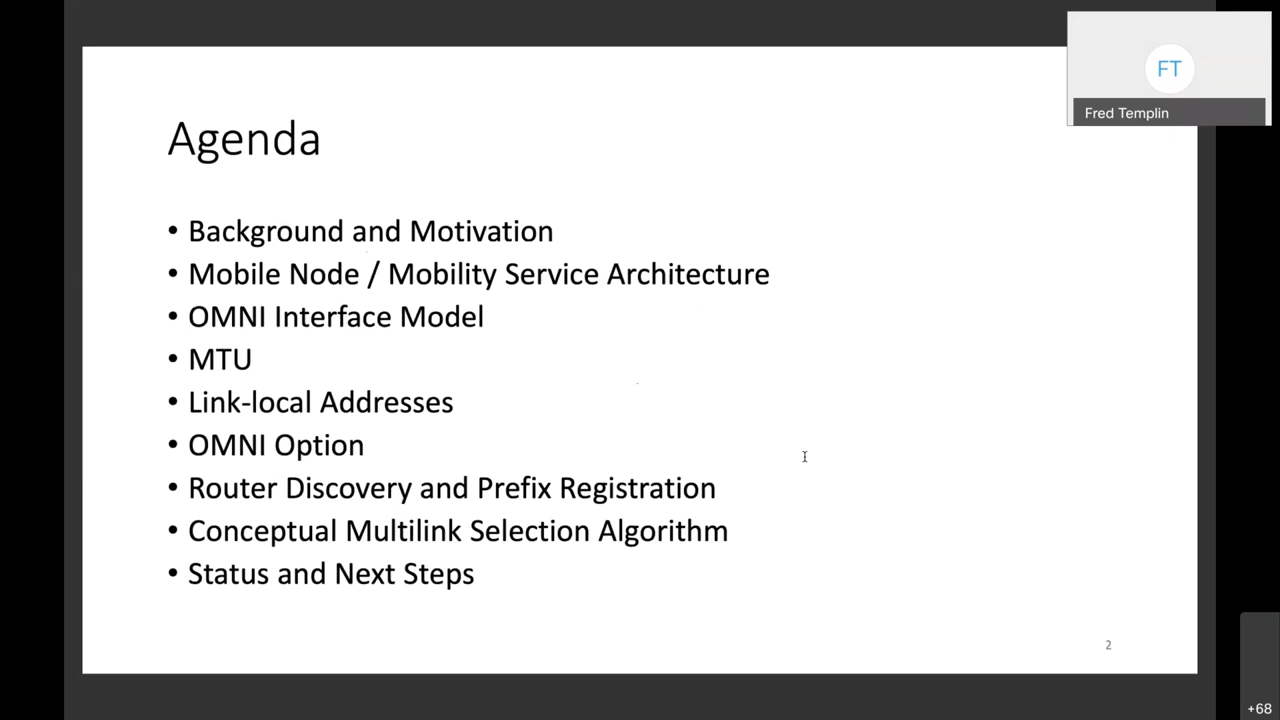 FT
Fred Templin
Agenda
• Background and Motivation
• Mobile Node / Mobility Service Architecture
• OMNI Interface Model
• MTU
• Link-local Addresses
• OMNI Option
• Router Discovery and Prefix Registration
• Conceptual Multilink Selection Algorithm
• Status and Next Steps
2
+68